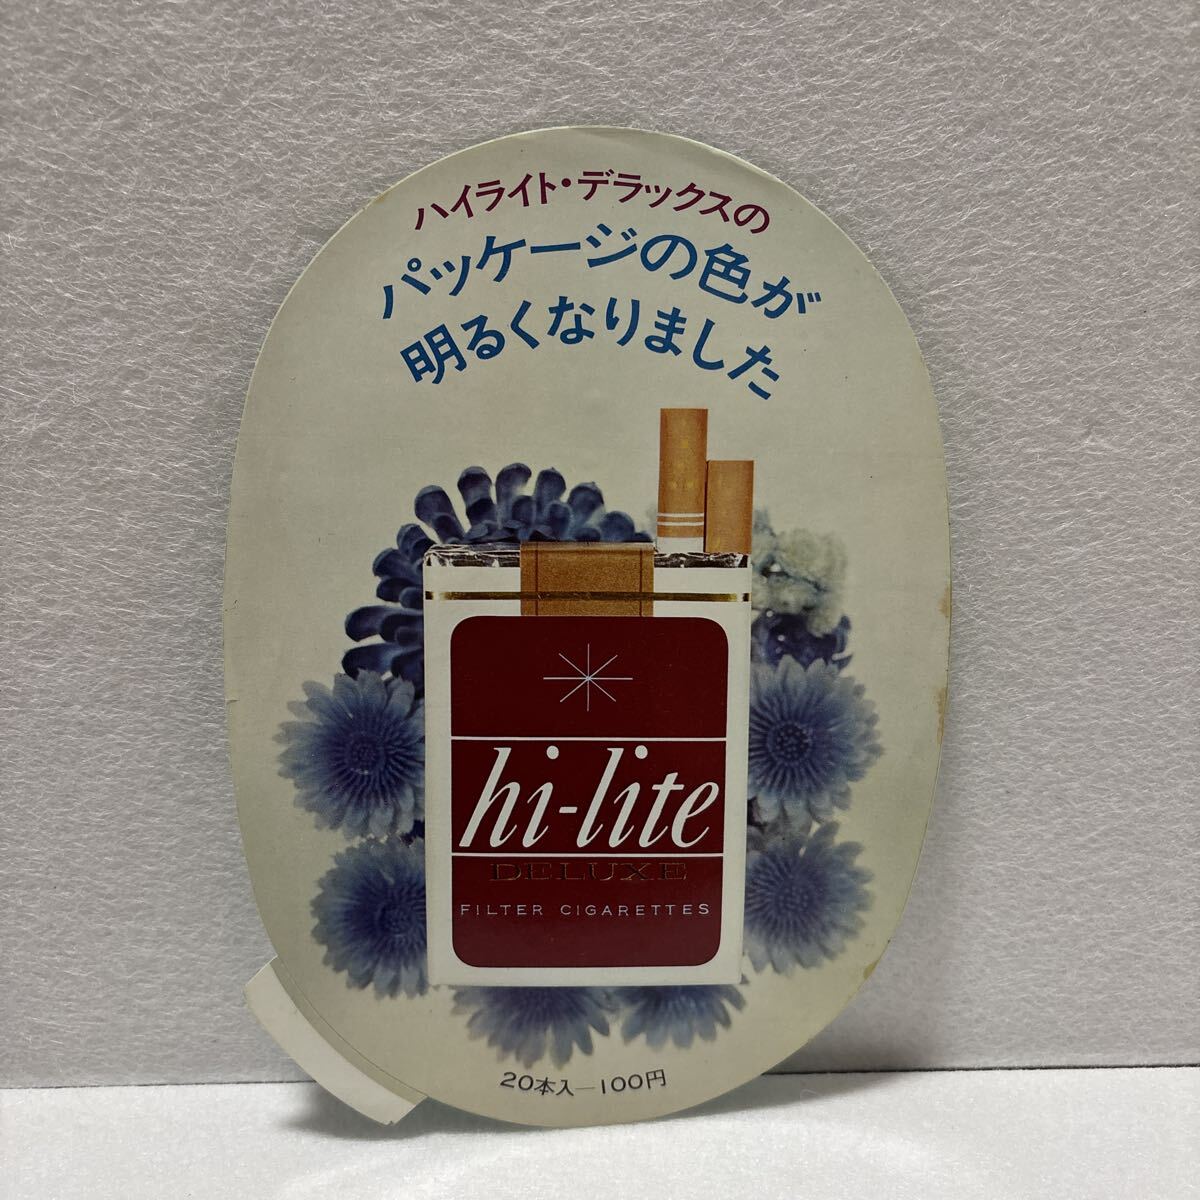 ハイライト・デラックスの
パッケージの色が
明るくなりました
hi-lite
DELUXE
FILTER CIGARETTES
20本入―100円